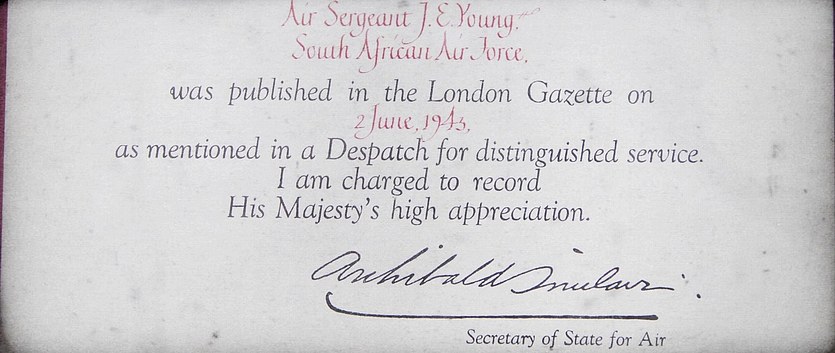 Air Sergeant J. E. Young.
South African Air Force,
was published in the London Gazette on
2 June, 1943,
as mentioned in a Despatch for distinguished service.
I am charged to record
His Majesty's high appreciation.
Archibald Sinclair.
Secretary of State for Air